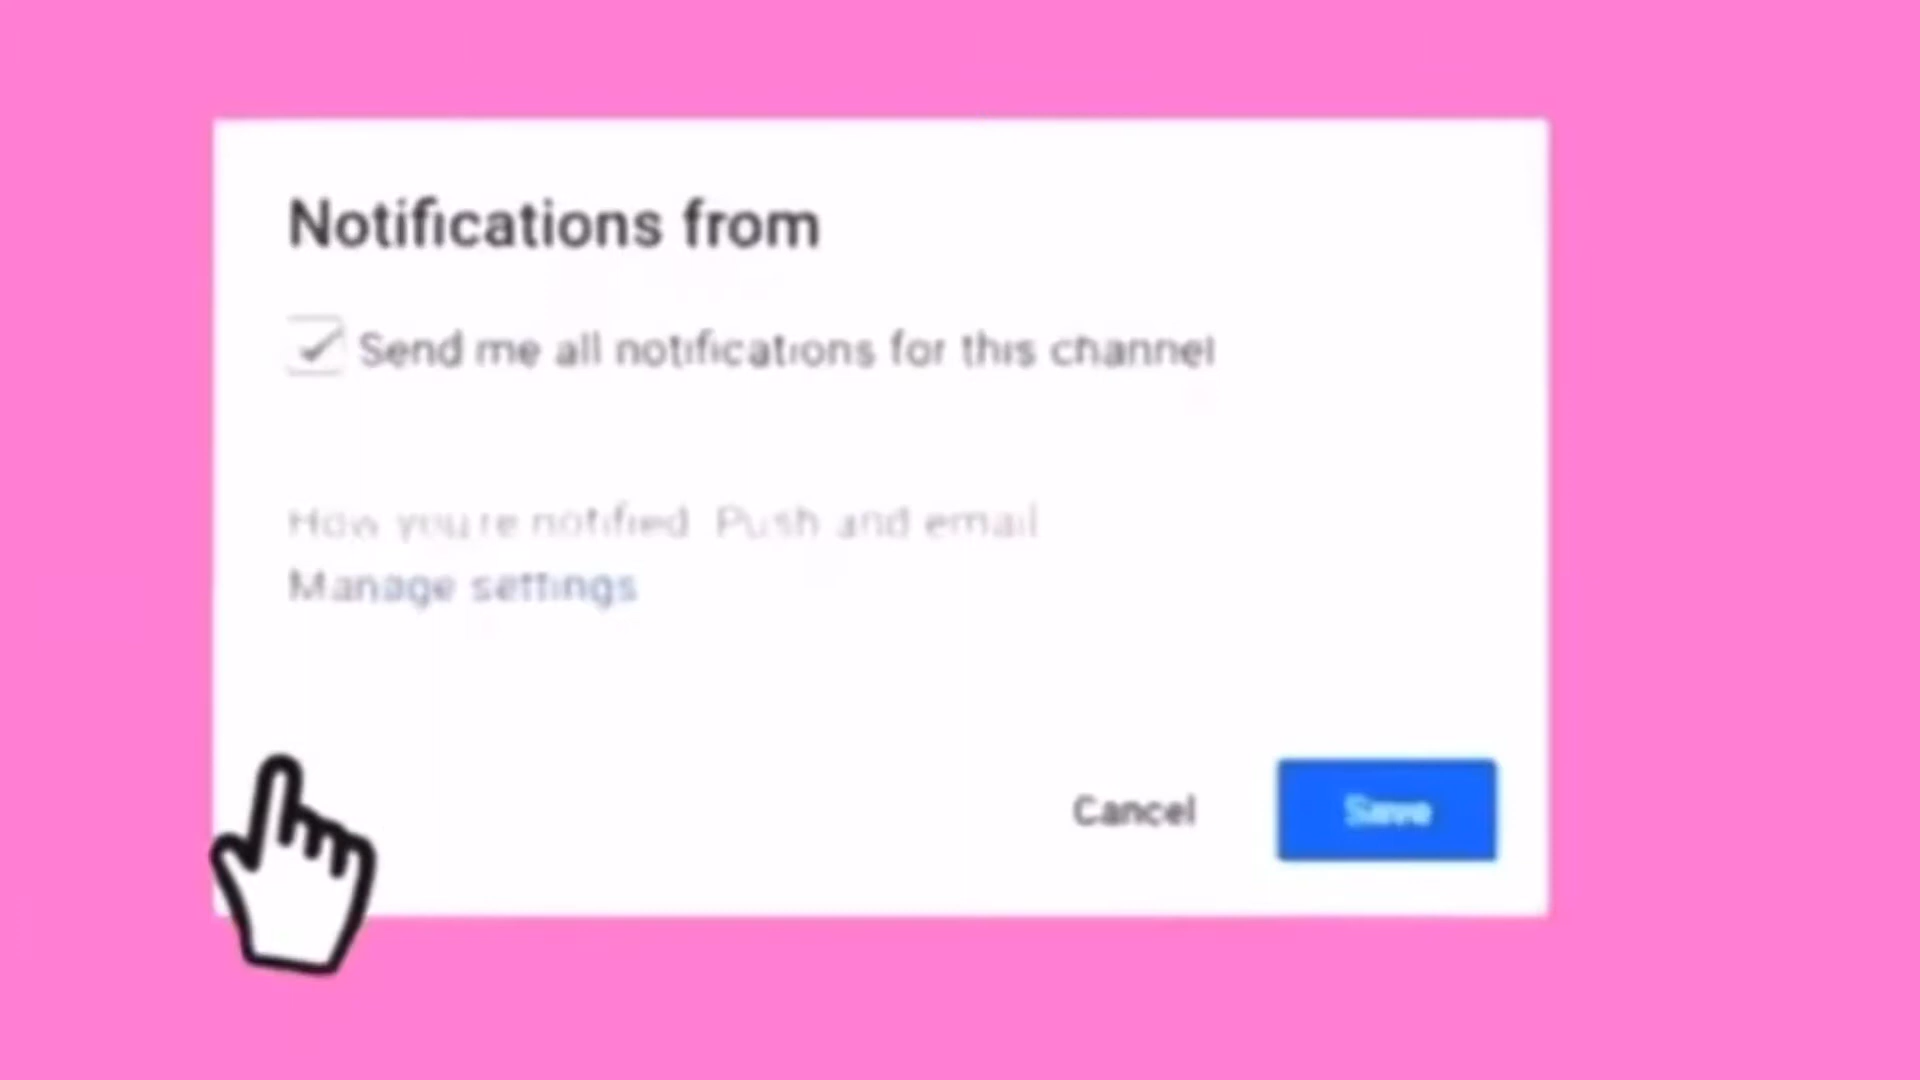 Notifications from
Send me all notifications for this channel
How you're notified Push and email
Manage settings
Cancel
Save